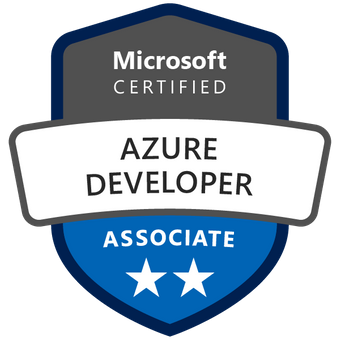 Microsoft
CERTIFIED
AZURE
DEVELOPER
ASSOCIATE